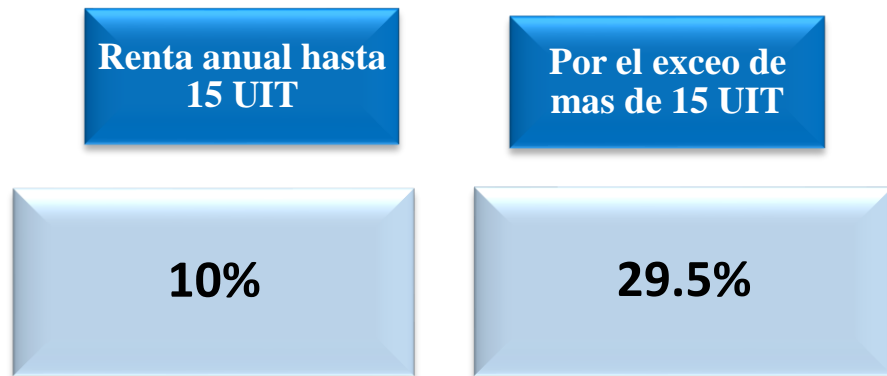 Renta anual hasta
15 UIT
Por el exceo de
mas de 15 UIT
10%
29.5%